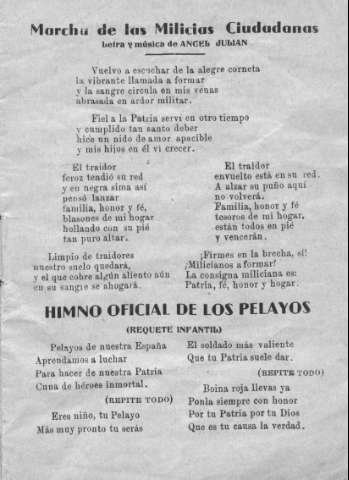 Marcha de las Milicias Ciudadanas
Letra y música de ANGEL JULIAN
Vuelvo a escuchar de la alegre corneta
la vibrante llamada a formar
y la sangre circula en mis venas
abrasada en ardor militar.
Fiel a la Patria serví en otro tiempo
y cumplido tan santo deber
hice un nido de amor apacible
y mis hijos en él vi crecer.
El traidor
feroz tendió su red
y en negra sima así
pensó lanzar
familia, honor y fé,
blasones de mi hogar
hollando con su pié
tan puro altar.
Limpio de traidores
nuestro suelo quedará,
y el que cobre algún aliento aún
en su sangre se ahogará.
El traidor
envuelto está en su red.
A alzar su puño aquí
no volverá.
Familia, honor y fé
tesoros de mi hogar,
están todos en pié
y vencerán.
¡Firmes en la brecha, sí!
¡Milicianos a formar!
La consigna miliciana es:
Patria, fé, honor y hogar.
HIMNO OFICIAL DE LOS PELAYOS
(REQUETE INFANTIL)
Pelayos de nuestra España
Aprendamos a luchar
Para hacer de nuestra Patria
Cuna de héroes inmortal.
(REPITE TODO)
Eres niño, tu Pelayo
Más muy pronto tu serás
El soldado más valiente
Que tu Patria suele dar.
(REPITE TODO)
Boina roja llevas ya
Ponla siempre con honor
Por tu Patria por tu Dios
Que es tu causa la verdad.